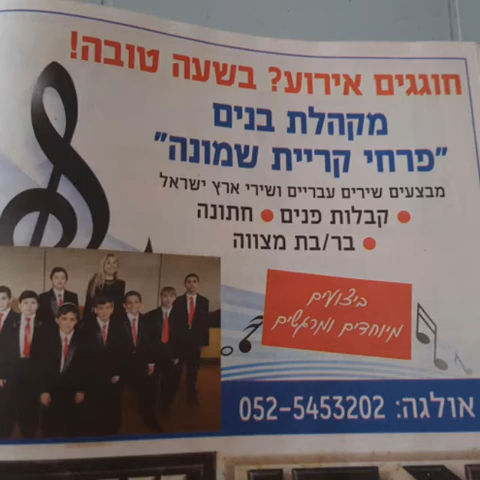 חוגגים אירוע? בשעה טובה!
מקהלת בנים
"פרחי קריית שמונה"
מבצעים שירים עבריים ושירי ארץ ישראל
• קבלות פנים • חתונה
• בר/בת מצווה
ביצועים
מיוחדים ומרגשים
אולגה: 052-5453202